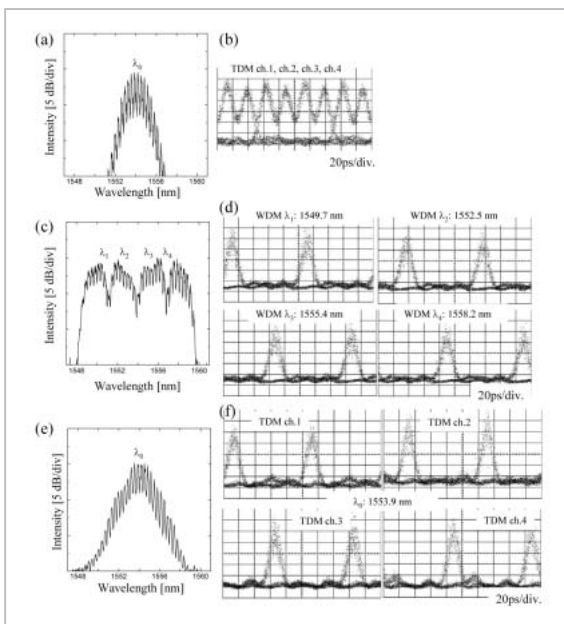 (a)
λ₀
Intensity [5 dB/div]
1548 1552 1556 1560
Wavelength [nm]
(b)
TDM ch.1, ch.2, ch.3, ch.4
20ps/div.
(c)
λ₁ λ₂ λ₃ λ₄
Intensity [5 dB/div]
1548 1552 1556 1560
Wavelength [nm]
(d)
WDM λ₁: 1549.7 nm
WDM λ₂: 1552.5 nm
WDM λ₃: 1555.4 nm
WDM λ₄: 1558.2 nm
20ps/div.
(e)
λ₀
Intensity [5 dB/div]
1548 1552 1556 1560
Wavelength [nm]
(f)
TDM ch.1
TDM ch.2
λ₀: 1553.9 nm
TDM ch.3
TDM ch.4
20ps/div.